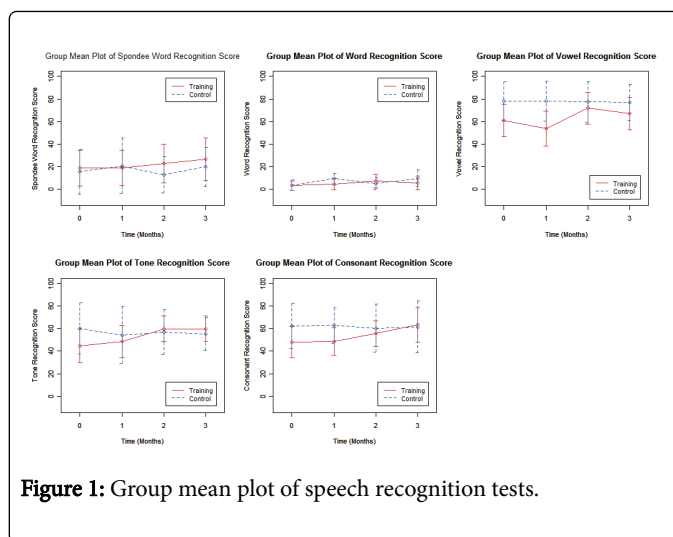 Group Mean Plot of Spondee Word Recognition Score
Spondee Word Recognition Score
100
80
60
40
20
0
Training
Control
0 1 2 3
Time (Months)
Group Mean Plot of Word Recognition Score
Word Recognition Score
100
80
60
40
20
0
Training
Control
0 1 2 3
Time (Months)
Group Mean Plot of Vowel Recognition Score
Vowel Recognition Score
100
80
60
40
20
0
Training
Control
0 1 2 3
Time (Months)
Group Mean Plot of Tone Recognition Score
Tone Recognition Score
100
80
60
40
20
0
Training
Control
0 1 2 3
Time (Months)
Group Mean Plot of Consonant Recognition Score
Consonant Recognition Score
100
80
60
40
20
0
Training
Control
0 1 2 3
Time (Months)
Figure 1: Group mean plot of speech recognition tests.